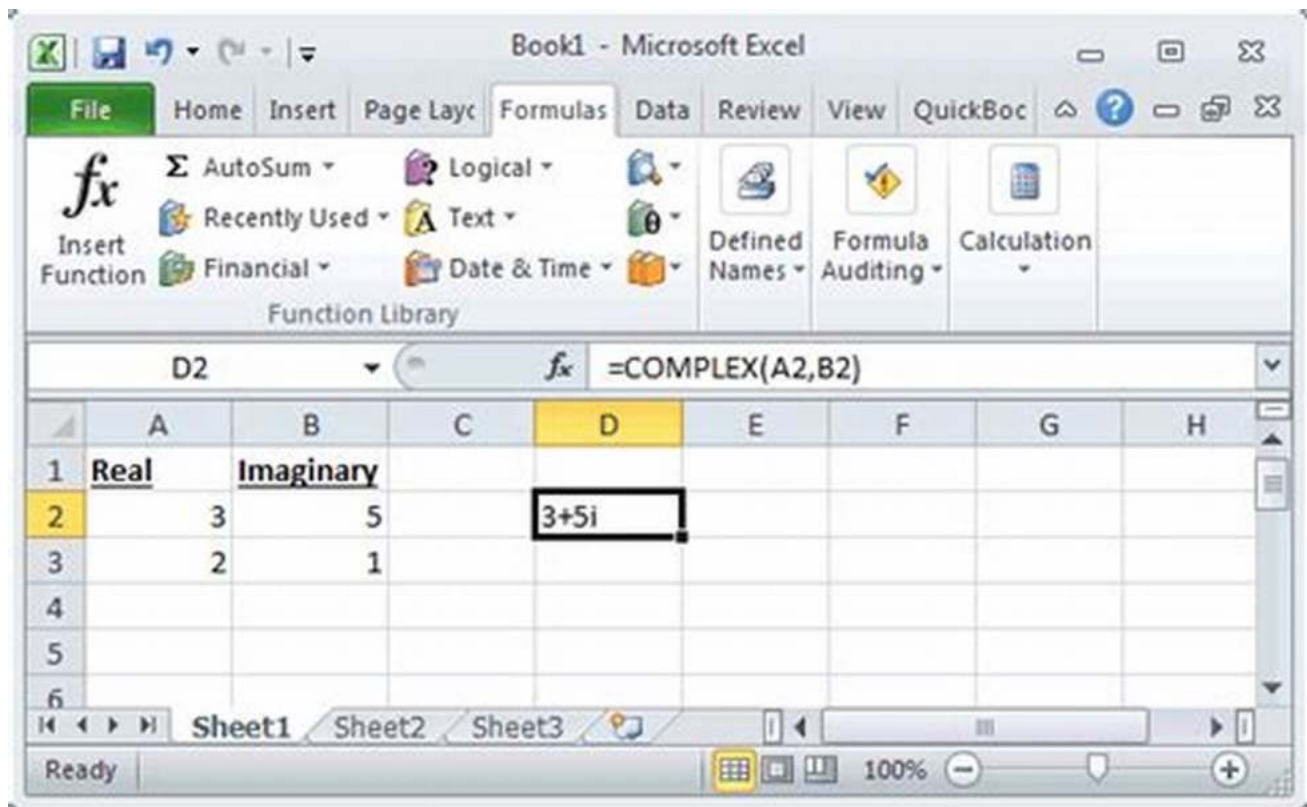 Book1 - Microsoft Excel
File Home Insert Page Layc Formulas Data Review View QuickBoc
fx Σ AutoSum Logical
Recently Used A Text θ
Insert Function Financial Date & Time
Defined Names Formula Auditing Calculation
Function Library
D2 fx =COMPLEX(A2,B2)
A B C D E F G H
1 Real Imaginary
2 3 5 3+5i
3 2 1
4
5
6
Sheet1 Sheet2 Sheet3
Ready 100%